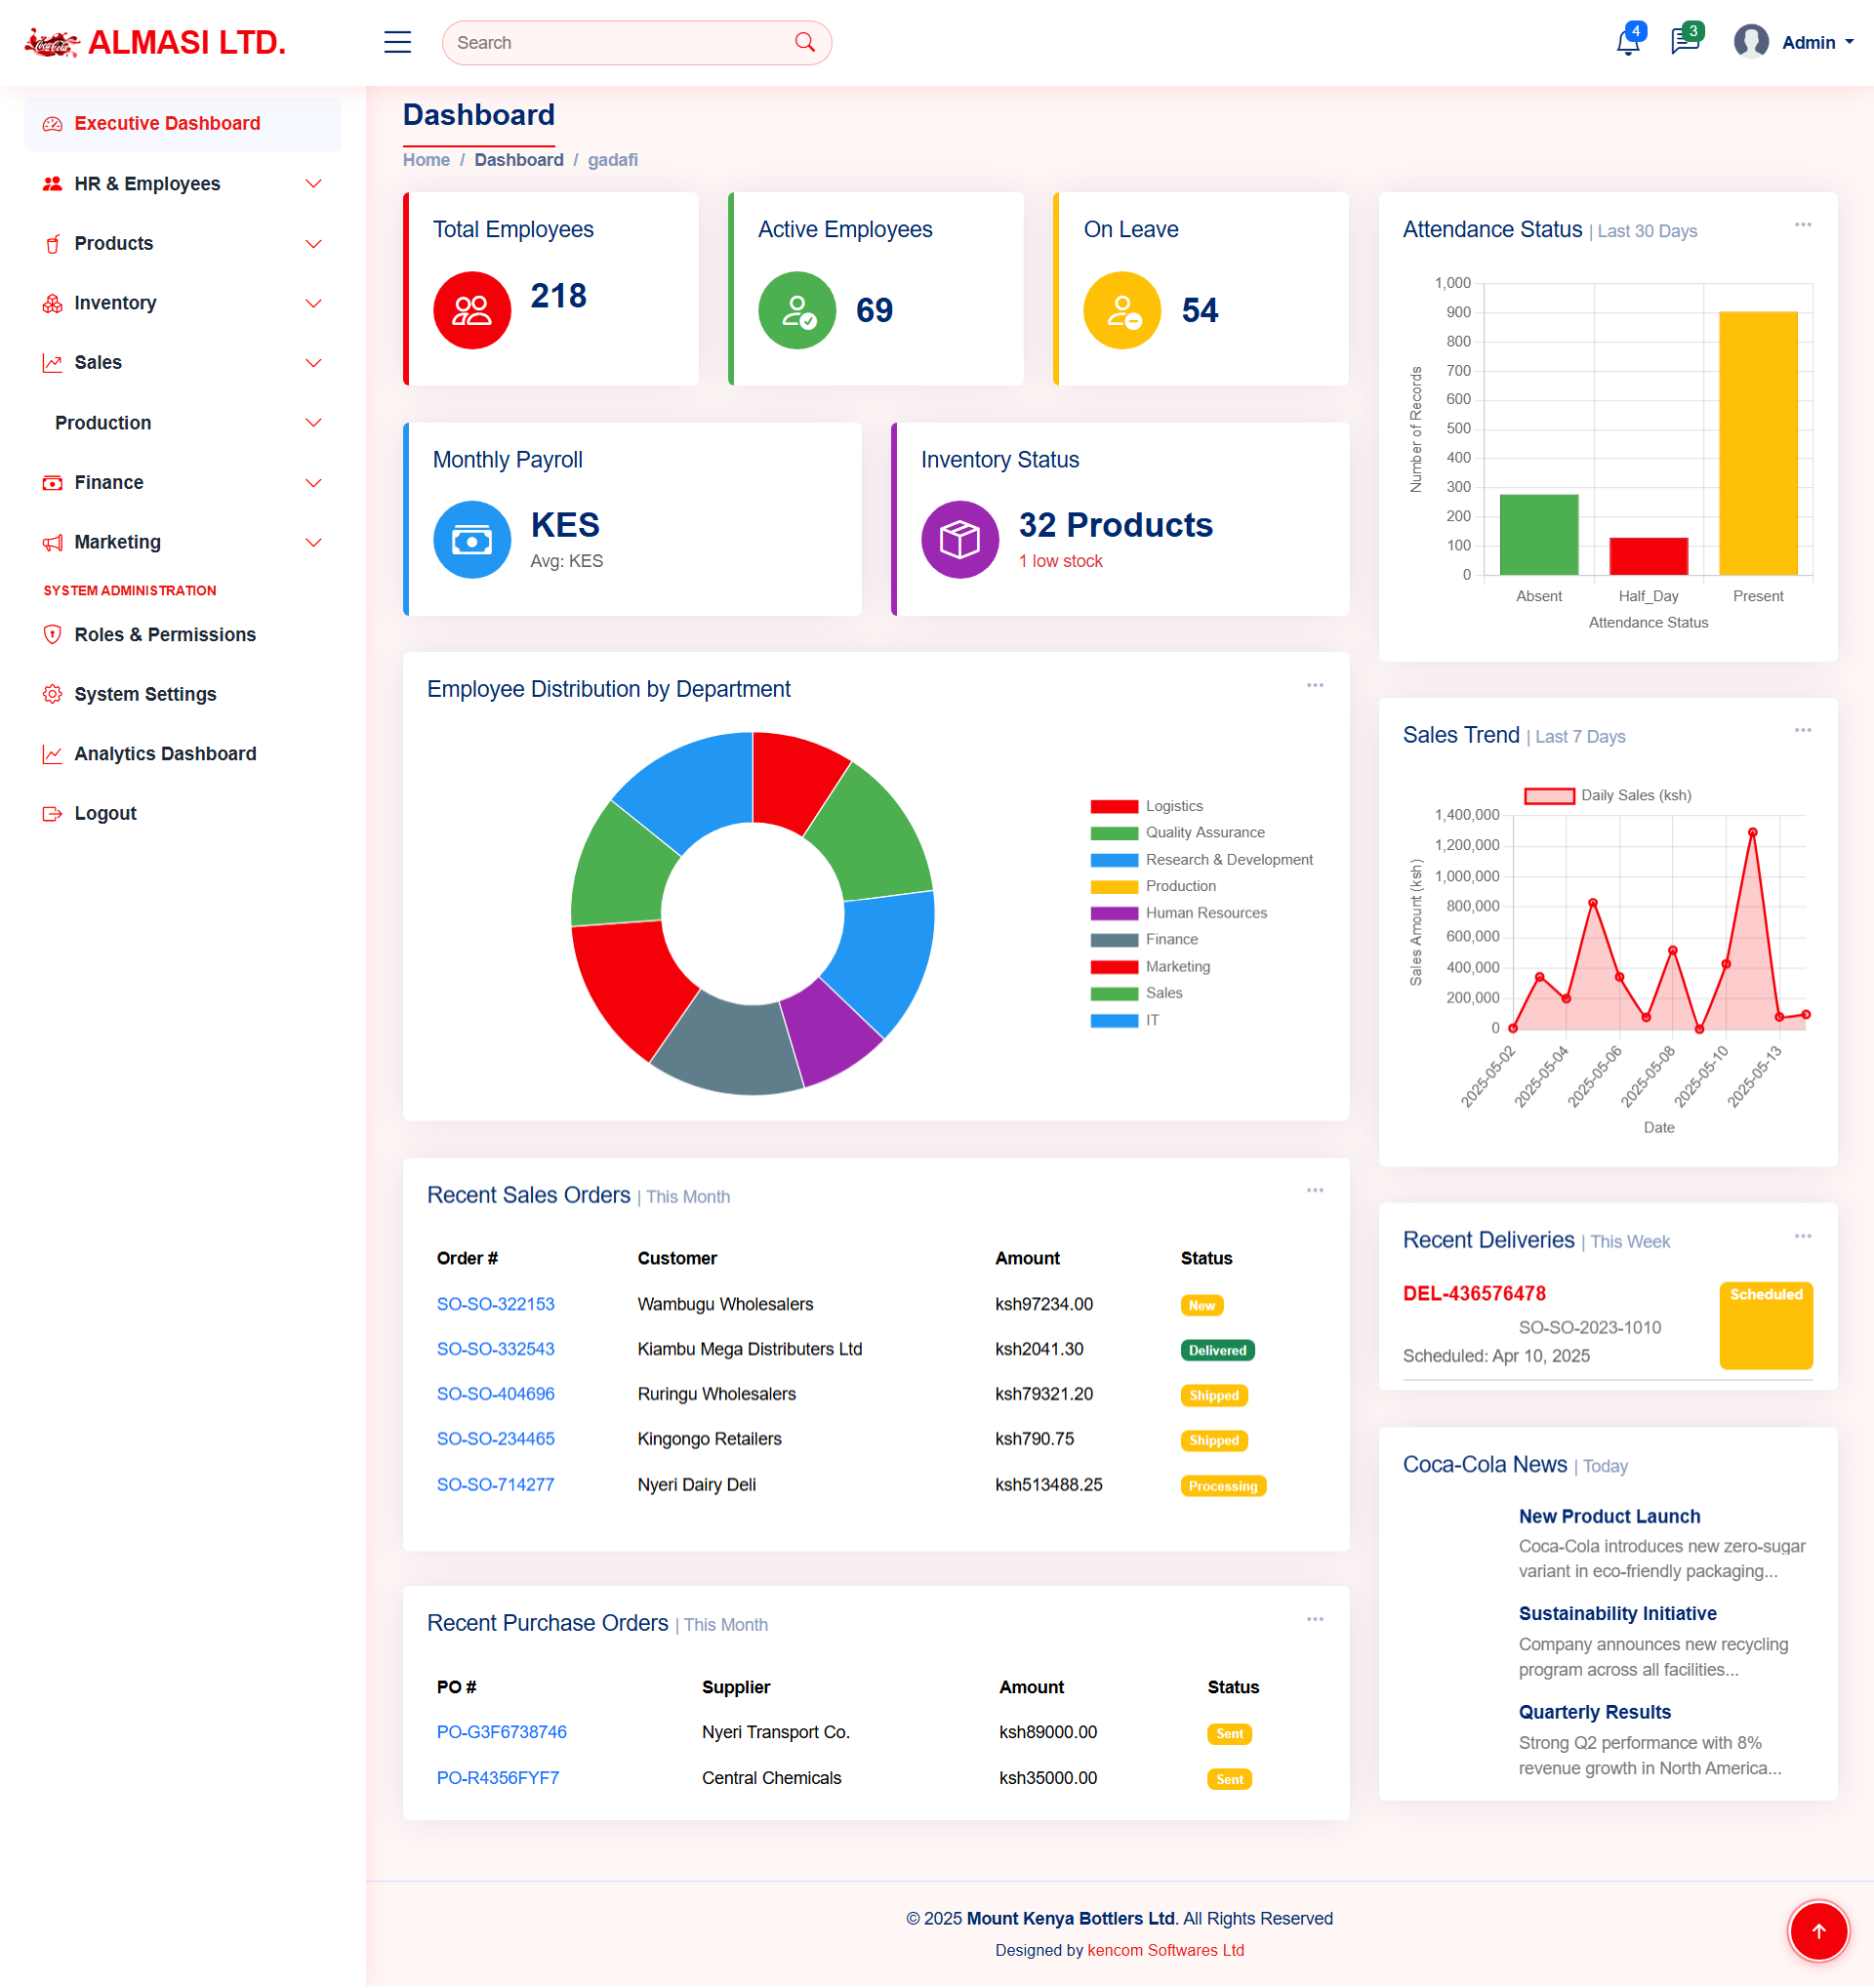 Coca-Cola
ALMASI LTD.
Search
4
3
Admin
Executive Dashboard
HR & Employees
Products
Inventory
Sales
Production
Finance
Marketing
SYSTEM ADMINISTRATION
Roles & Permissions
System Settings
Analytics Dashboard
Logout
Dashboard
Home / Dashboard / gadafi
Total Employees
218
Active Employees
69
On Leave
54
Monthly Payroll
KES
Avg: KES
Inventory Status
32 Products
1 low stock
Employee Distribution by Department
Logistics
Quality Assurance
Research & Development
Production
Human Resources
Finance
Marketing
Sales
IT
Recent Sales Orders | This Month
Order # Customer Amount Status
SO-SO-322153 Wambugu Wholesalers ksh97234.00 New
SO-SO-332543 Kiambu Mega Distributers Ltd ksh2041.30 Delivered
SO-SO-404696 Ruringu Wholesalers ksh79321.20 Shipped
SO-SO-234465 Kingongo Retailers ksh790.75 Shipped
SO-SO-714277 Nyeri Dairy Deli ksh513488.25 Processing
Recent Purchase Orders | This Month
PO # Supplier Amount Status
PO-G3F6738746 Nyeri Transport Co. ksh89000.00 Sent
PO-R4356FYF7 Central Chemicals ksh35000.00 Sent
Attendance Status | Last 30 Days
1,000
900
800
700
600
500
400
300
200
100
0
Number of Records
Absent Half_Day Present
Attendance Status
Sales Trend | Last 7 Days
Daily Sales (ksh)
1,400,000
1,200,000
1,000,000
800,000
600,000
400,000
200,000
0
Sales Amount (ksh)
2025-05-02 2025-05-04 2025-05-06 2025-05-08 2025-05-10 2025-05-13
Date
Recent Deliveries | This Week
DEL-436576478
Scheduled
SO-SO-2023-1010
Scheduled: Apr 10, 2025
Coca-Cola News | Today
New Product Launch
Coca-Cola introduces new zero-sugar
variant in eco-friendly packaging...
Sustainability Initiative
Company announces new recycling
program across all facilities...
Quarterly Results
Strong Q2 performance with 8%
revenue growth in North America...
© 2025 Mount Kenya Bottlers Ltd. All Rights Reserved
Designed by kencom Softwares Ltd